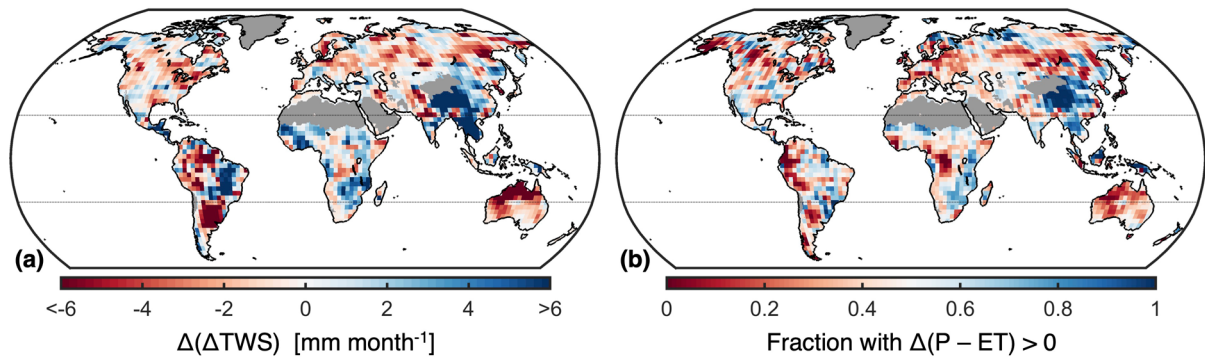 (a)
<-6 -4 -2 0 2 4 >6
Δ(ΔTWS) [mm month⁻¹]
(b)
0 0.2 0.4 0.6 0.8 1
Fraction with Δ(P – ET) > 0